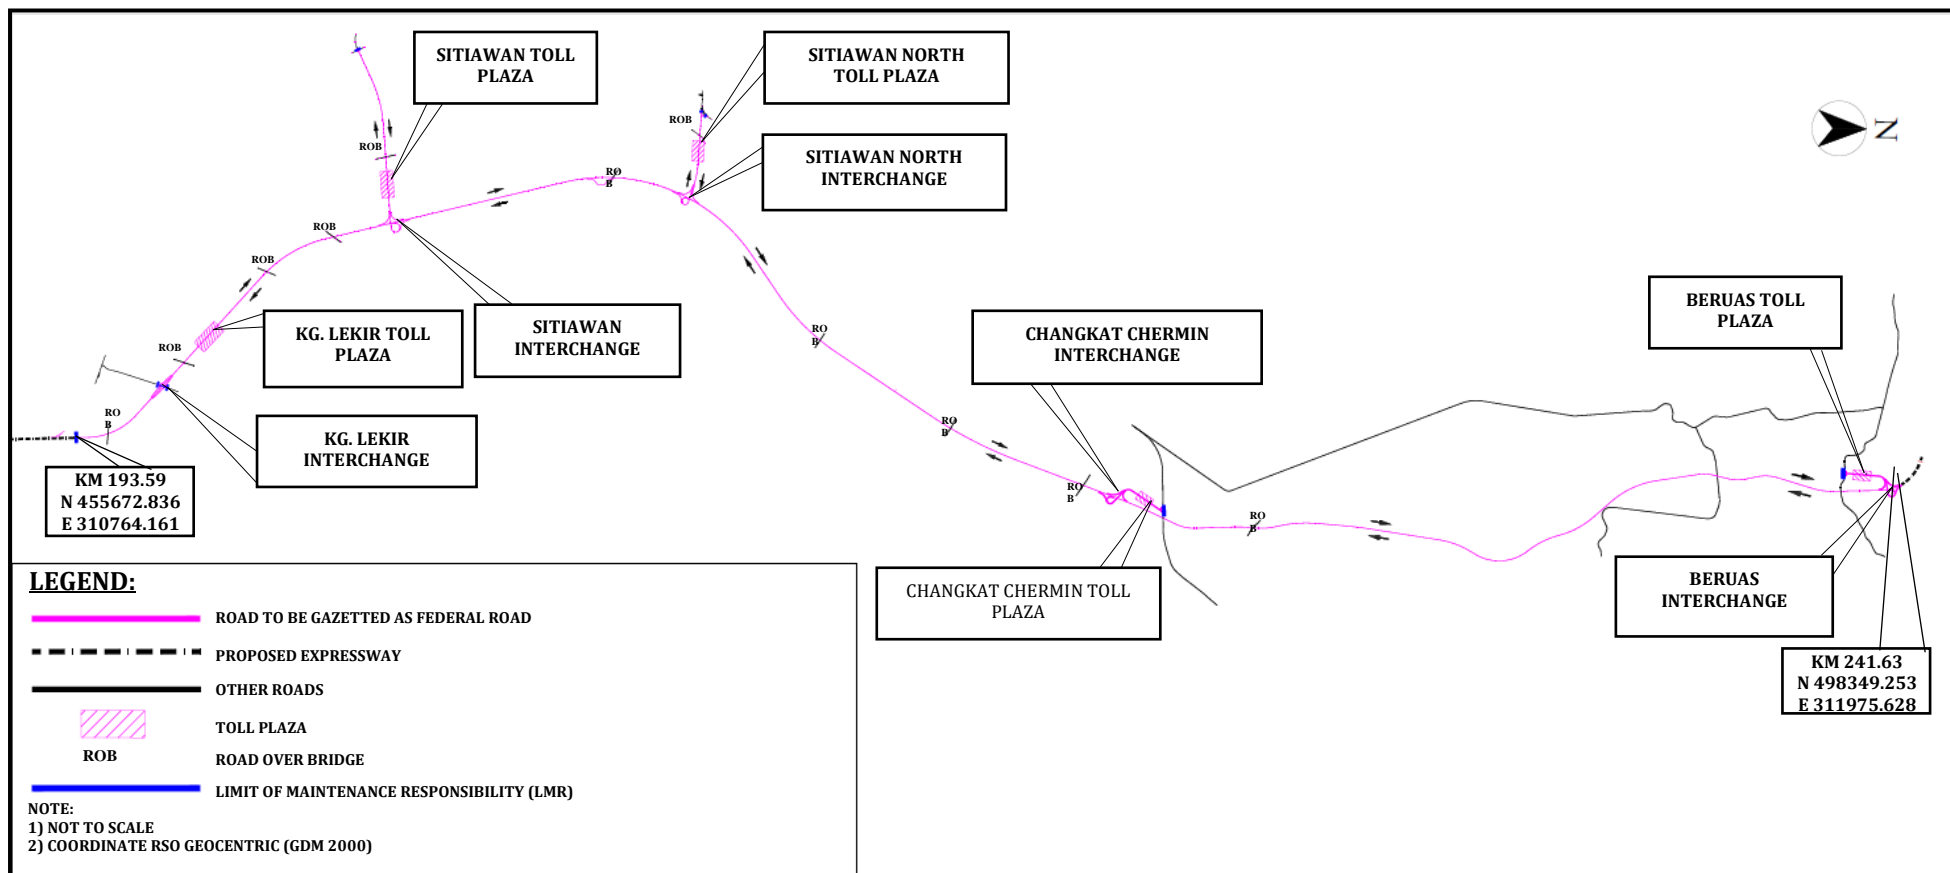 SITIAWAN TOLL
PLAZA
SITIAWAN NORTH
TOLL PLAZA
ROB
ROB
SITIAWAN NORTH
INTERCHANGE
N
RO
B
ROB
ROB
KG. LEKIR TOLL
PLAZA
SITIAWAN
INTERCHANGE
RO
B
CHANGKAT CHERMIN
INTERCHANGE
BERUAS TOLL
PLAZA
ROB
RO
B
KG. LEKIR
INTERCHANGE
RO
B
KM 193.59
N 455672.836
E 310764.161
RO
B
RO
B
CHANGKAT CHERMIN TOLL
PLAZA
BERUAS
INTERCHANGE
KM 241.63
N 498349.253
E 311975.628
LEGEND:
ROAD TO BE GAZETTED AS FEDERAL ROAD
PROPOSED EXPRESSWAY
OTHER ROADS
TOLL PLAZA
ROB
ROAD OVER BRIDGE
LIMIT OF MAINTENANCE RESPONSIBILITY (LMR)
NOTE:
1) NOT TO SCALE
2) COORDINATE RSO GEOCENTRIC (GDM 2000)